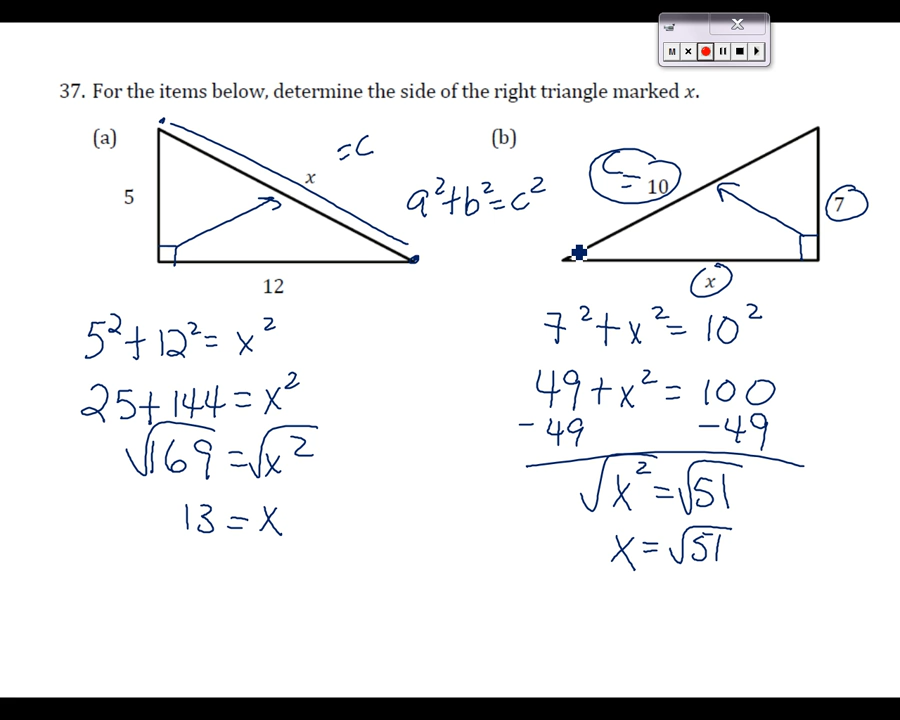 M
37. For the items below, determine the side of the right triangle marked x.
(a)
= c
x
5
12
a² + b² = c²
(b)
c = 10
7
x
5² + 12² = x²
25 + 144 = x²
√169 = √x²
13 = x
7² + x² = 10²
49 + x² = 100
- 49 - 49
√x² = √51
x = √51